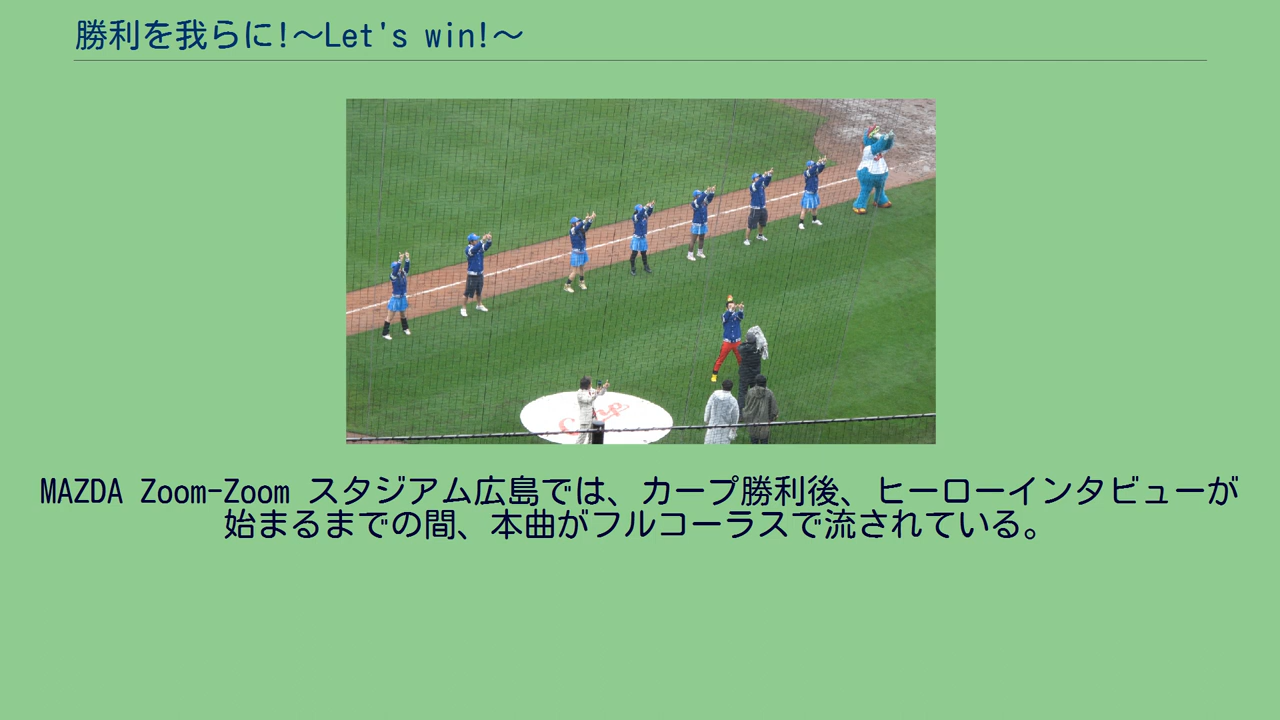 勝利を我らに!～Let's win!～
Carp
MAZDA Zoom-Zoom スタジアム広島では、カープ勝利後、ヒーローインタビューが
始まるまでの間、本曲がフルコーラスで流されている。